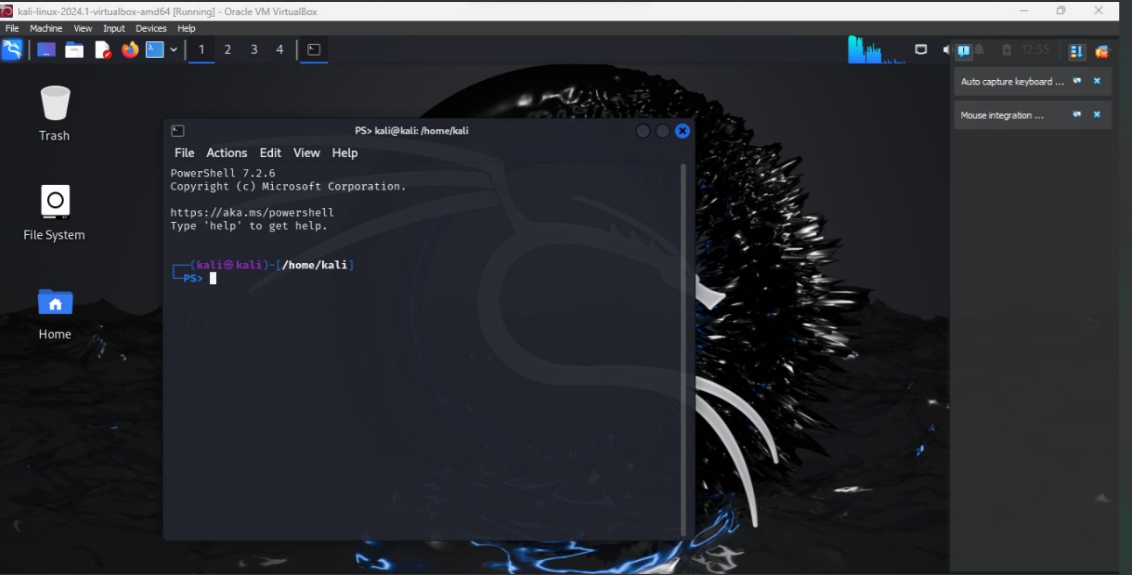 kali-linux-2024.1-virtualbox-amd64 [Running] - Oracle VM VirtualBox
File Machine View Input Devices Help
1 2 3 4 12:55
Auto capture keyboard ...
Mouse integration ...
Trash
File System
Home
PS> kali@kali: /home/kali
File Actions Edit View Help
PowerShell 7.2.6
Copyright (c) Microsoft Corporation.
https://aka.ms/powershell
Type 'help' to get help.
┌──(kali㉿kali)-[/home/kali]
└─PS>